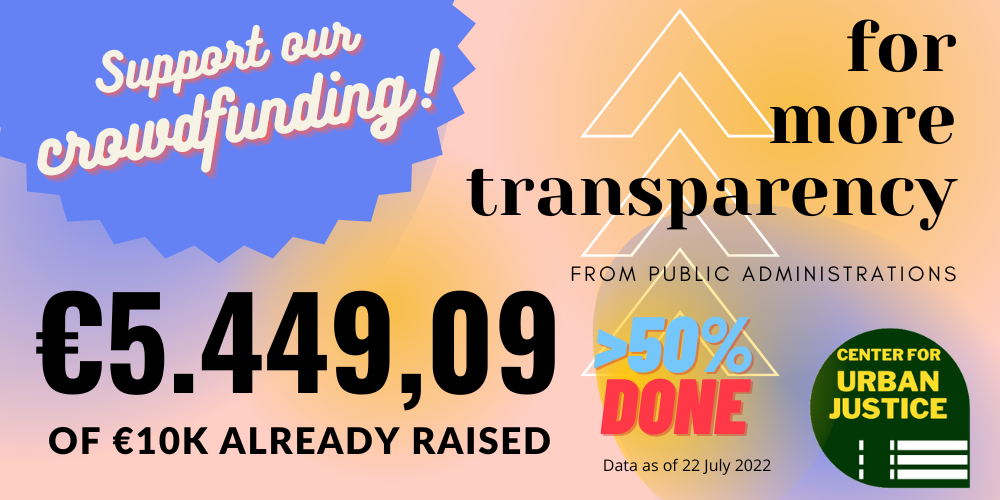 Support our
crowdfunding!
for
more
transparency
FROM PUBLIC ADMINISTRATIONS
€5.449,09
OF €10K ALREADY RAISED
>50%
DONE
Data as of 22 July 2022
CENTER FOR
URBAN
JUSTICE